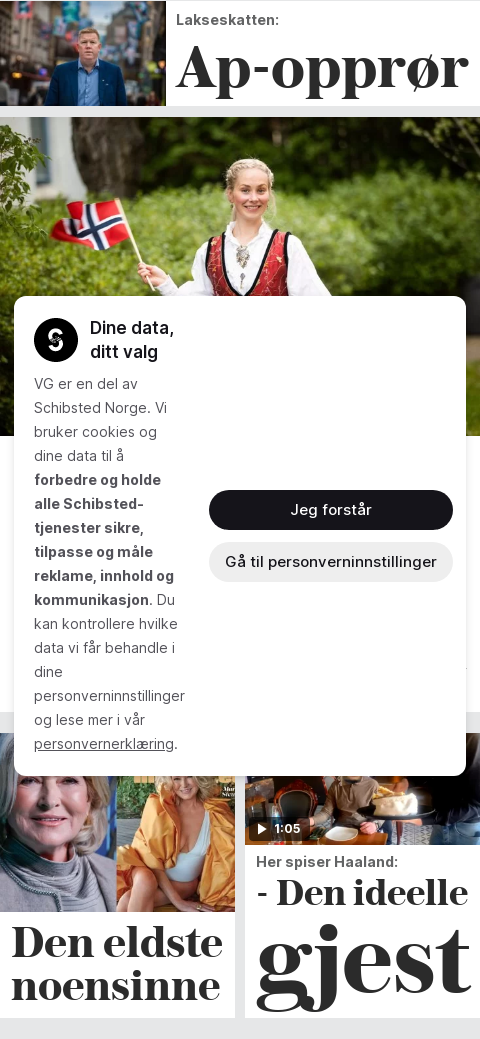 Lakseskatten:
Ap-opprør
Dine data,
ditt valg
VG er en del av
Schibsted Norge. Vi
bruker cookies og
dine data til å
forbedre og holde
alle Schibsted-
tjenester sikre,
tilpasse og måle
reklame, innhold og
kommunikasjon. Du
kan kontrollere hvilke
data vi får behandle i
dine
personverninnstillinger
og lese mer i vår
personvernerklæring.
Jeg forstår
Gå til personverninnstillinger
Den eldste
noensinne
1:05
Her spiser Haaland:
- Den ideelle
gjest